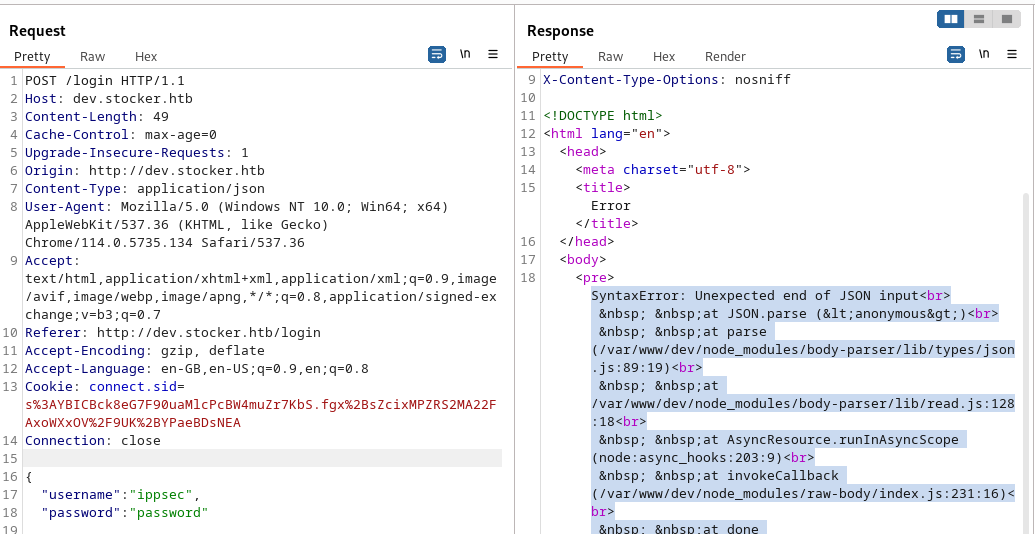 Request
Pretty Raw Hex \n
1 POST /login HTTP/1.1
2 Host: dev.stocker.htb
3 Content-Length: 49
4 Cache-Control: max-age=0
5 Upgrade-Insecure-Requests: 1
6 Origin: http://dev.stocker.htb
7 Content-Type: application/json
8 User-Agent: Mozilla/5.0 (Windows NT 10.0; Win64; x64)
AppleWebKit/537.36 (KHTML, like Gecko)
Chrome/114.0.5735.134 Safari/537.36
9 Accept:
text/html,application/xhtml+xml,application/xml;q=0.9,image
/avif,image/webp,image/apng,*/*;q=0.8,application/signed-ex
change;v=b3;q=0.7
10 Referer: http://dev.stocker.htb/login
11 Accept-Encoding: gzip, deflate
12 Accept-Language: en-GB,en-US;q=0.9,en;q=0.8
13 Cookie: connect.sid=
s%3AYBICBck8eG7F90uaMlcPcBW4muZr7KbS.fgx%2BsZcixMPZRS2MA22F
AxoWXxOV%2F9UK%2BYPaeBDsNEA
14 Connection: close
15
16 {
17 "username":"ippsec",
18 "password":"password"
19
Response
Pretty Raw Hex Render \n
9 X-Content-Type-Options: nosniff
10
11 <!DOCTYPE html>
12 <html lang="en">
13 <head>
14 <meta charset="utf-8">
15 <title>
Error
</title>
16 </head>
17 <body>
18 <pre>
SyntaxError: Unexpected end of JSON input<br>
&nbsp; &nbsp;at JSON.parse (&lt;anonymous&gt;)<br>
&nbsp; &nbsp;at parse
(/var/www/dev/node_modules/body-parser/lib/types/json
.js:89:19)<br>
&nbsp; &nbsp;at
/var/www/dev/node_modules/body-parser/lib/read.js:128
:18<br>
&nbsp; &nbsp;at AsyncResource.runInAsyncScope
(node:async_hooks:203:9)<br>
&nbsp; &nbsp;at invokeCallback
(/var/www/dev/node_modules/raw-body/index.js:231:16)<
br>
&nbsp; &nbsp;at done